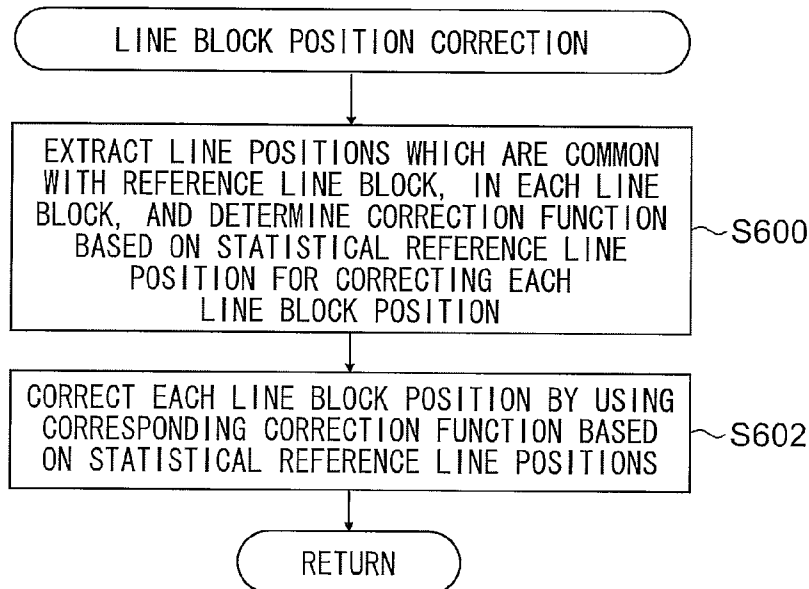 LINE BLOCK POSITION CORRECTION
EXTRACT LINE POSITIONS WHICH ARE COMMON
WITH REFERENCE LINE BLOCK, IN EACH LINE
BLOCK, AND DETERMINE CORRECTION FUNCTION
BASED ON STATISTICAL REFERENCE LINE
POSITION FOR CORRECTING EACH
LINE BLOCK POSITION
S600
CORRECT EACH LINE BLOCK POSITION BY USING
CORRESPONDING CORRECTION FUNCTION BASED
ON STATISTICAL REFERENCE LINE POSITIONS
S602
RETURN